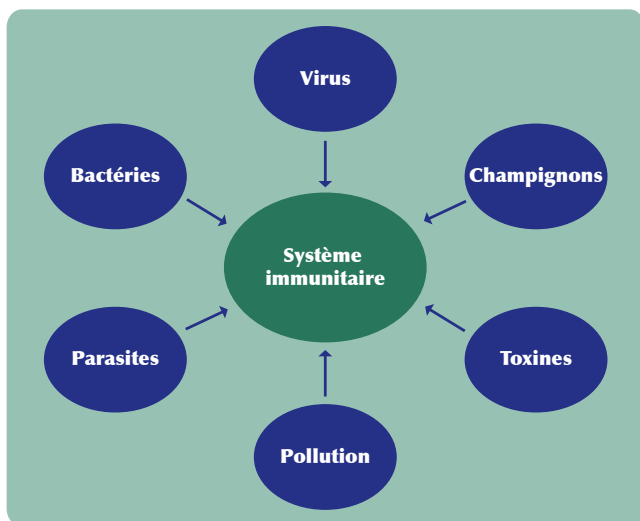 Virus
Bactéries
Champignons
Système
immunitaire
Parasites
Toxines
Pollution